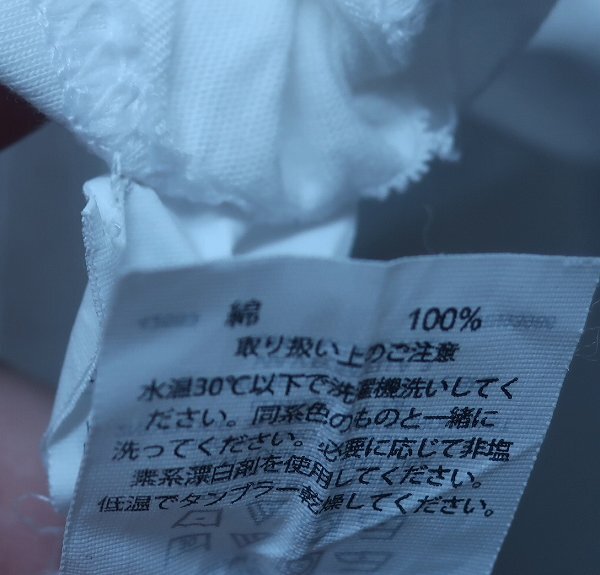 綿 100%
取り扱い上のご注意
水温30℃以下で洗濯機洗いしてく
ださい。同系色のものと一緒に
洗ってください。必要に応じて非塩
素系漂白剤を使用してください。
低温でタンブラー乾燥してください。